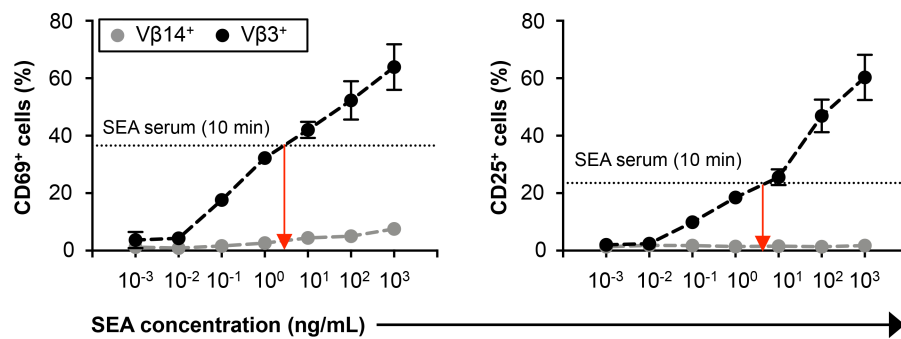 Vβ14⁺ Vβ3⁺
CD69⁺ cells (%)
80
60
40
20
0
SEA serum (10 min)
10⁻³ 10⁻² 10⁻¹ 10⁰ 10¹ 10² 10³
CD25⁺ cells (%)
80
60
40
20
0
SEA serum (10 min)
10⁻³ 10⁻² 10⁻¹ 10⁰ 10¹ 10² 10³
SEA concentration (ng/mL)